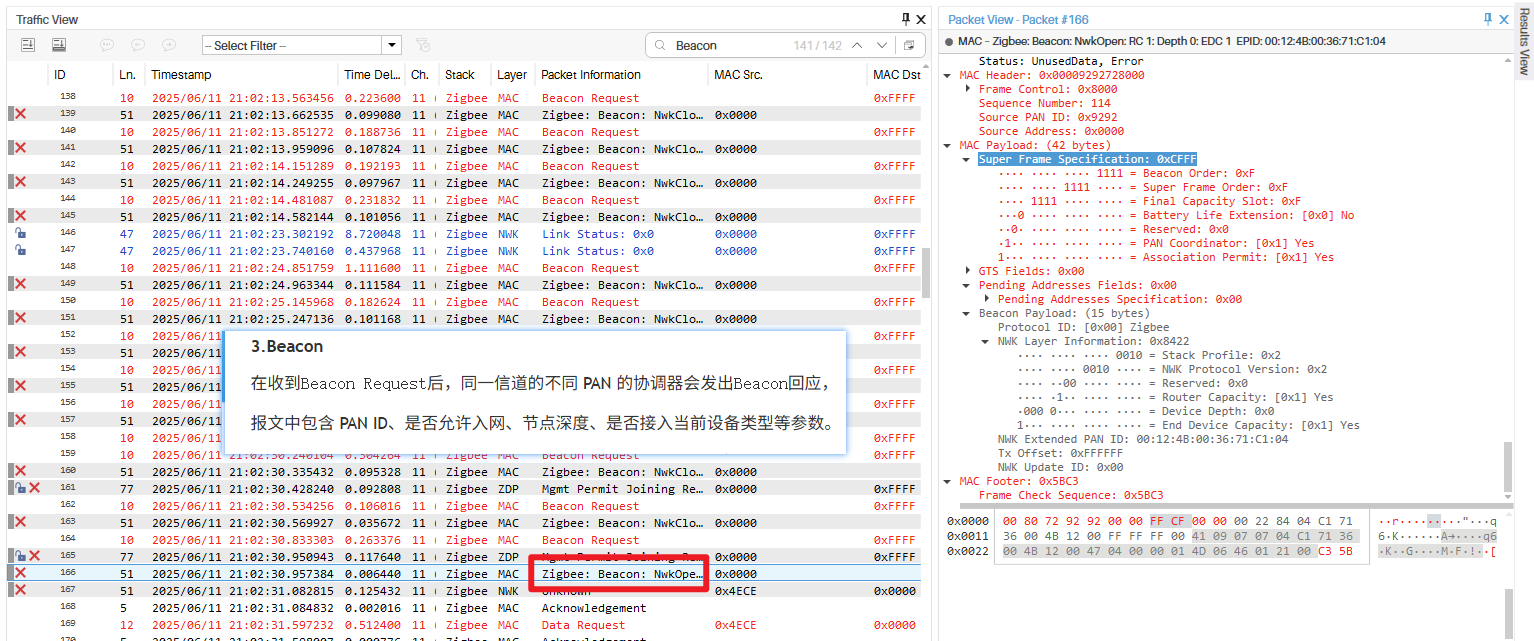 Traffic View
-- Select Filter --
Beacon 141 / 142
ID Ln. Timestamp Time Del... Ch. Stack Layer Packet Information MAC Src. MAC Dst
138 10 2025/06/11 21:02:13.563456 0.223600 11 Zigbee MAC Beacon Request 0xFFFF
139 51 2025/06/11 21:02:13.662535 0.099080 11 Zigbee MAC Zigbee: Beacon: NwkClo… 0x0000
140 10 2025/06/11 21:02:13.851272 0.188736 11 Zigbee MAC Beacon Request 0xFFFF
141 51 2025/06/11 21:02:13.959096 0.107824 11 Zigbee MAC Zigbee: Beacon: NwkClo… 0x0000
142 10 2025/06/11 21:02:14.151289 0.192193 11 Zigbee MAC Beacon Request 0xFFFF
143 51 2025/06/11 21:02:14.249255 0.097967 11 Zigbee MAC Zigbee: Beacon: NwkClo… 0x0000
144 10 2025/06/11 21:02:14.481087 0.231832 11 Zigbee MAC Beacon Request 0xFFFF
145 51 2025/06/11 21:02:14.582144 0.101056 11 Zigbee MAC Zigbee: Beacon: NwkClo… 0x0000
146 47 2025/06/11 21:02:23.302192 8.720048 11 Zigbee NWK Link Status: 0x0 0x0000 0xFFFF
147 47 2025/06/11 21:02:23.740160 0.437968 11 Zigbee NWK Link Status: 0x0 0x0000 0xFFFF
148 10 2025/06/11 21:02:24.851759 1.111600 11 Zigbee MAC Beacon Request 0xFFFF
149 51 2025/06/11 21:02:24.963344 0.111584 11 Zigbee MAC Zigbee: Beacon: NwkClo… 0x0000
150 10 2025/06/11 21:02:25.145968 0.182624 11 Zigbee MAC Beacon Request 0xFFFF
151 51 2025/06/11 21:02:25.247136 0.101168 11 Zigbee MAC Zigbee: Beacon: NwkClo… 0x0000
152 10 2025/06/11 0xFFFF
153 51 2025/06/11
154 10 2025/06/11 0xFFFF
155 51 2025/06/11
156 10 2025/06/11 0xFFFF
157 51 2025/06/11
158 10 2025/06/11 0xFFFF
159 10 2025/06/11 21:02:30.240104 0.304264 11 Zigbee MAC Beacon Request 0xFFFF
3.Beacon
在收到Beacon Request后，同一信道的不同 PAN 的协调器会发出Beacon回应，
报文中包含 PAN ID、是否允许入网、节点深度、是否接入当前设备类型等参数。
160 51 2025/06/11 21:02:30.335432 0.095328 11 Zigbee MAC Zigbee: Beacon: NwkClo… 0x0000
161 77 2025/06/11 21:02:30.428240 0.092808 11 Zigbee ZDP Mgmt Permit Joining Re… 0x0000 0xFFFF
162 10 2025/06/11 21:02:30.534256 0.106016 11 Zigbee MAC Beacon Request 0xFFFF
163 51 2025/06/11 21:02:30.569927 0.035672 11 Zigbee MAC Zigbee: Beacon: NwkClo… 0x0000
164 10 2025/06/11 21:02:30.833303 0.263376 11 Zigbee MAC Beacon Request 0xFFFF
165 77 2025/06/11 21:02:30.950943 0.117640 11 Zigbee ZDP Mgmt Permit Joining Re… 0x0000 0xFFFF
166 51 2025/06/11 21:02:30.957384 0.006440 11 Zigbee MAC Zigbee: Beacon: NwkOpe… 0x0000
167 51 2025/06/11 21:02:31.082815 0.125432 11 Zigbee NWK Unknown 0x4ECE 0x0000
168 5 2025/06/11 21:02:31.084832 0.002016 11 Zigbee MAC Acknowledgement
169 12 2025/06/11 21:02:31.597232 0.512400 11 Zigbee MAC Data Request 0x4ECE 0x0000
Packet View - Packet #166
MAC - Zigbee: Beacon: NwkOpen: RC 1: Depth 0: EDC 1 EPID: 00:12:4B:00:36:71:C1:04
Status: UnusedData, Error
MAC Header: 0x00009292728000
Frame Control: 0x8000
Sequence Number: 114
Source PAN ID: 0x9292
Source Address: 0x0000
MAC Payload: (42 bytes)
Super Frame Specification: 0xCFFF
···· ···· ···· 1111 = Beacon Order: 0xF
···· ···· 1111 ···· = Super Frame Order: 0xF
···· 1111 ···· ···· = Final Capacity Slot: 0xF
···0 ···· ···· ···· = Battery Life Extension: [0x0] No
··0· ···· ···· ···· = Reserved: 0x0
·1·· ···· ···· ···· = PAN Coordinator: [0x1] Yes
1··· ···· ···· ···· = Association Permit: [0x1] Yes
GTS Fields: 0x00
Pending Addresses Fields: 0x00
Pending Addresses Specification: 0x00
Beacon Payload: (15 bytes)
Protocol ID: [0x00] Zigbee
NWK Layer Information: 0x8422
···· ···· ···· 0010 = Stack Profile: 0x2
···· ···· 0010 ···· = NWK Protocol Version: 0x2
···· ··00 ···· ···· = Reserved: 0x0
···· ·1·· ···· ···· = Router Capacity: [0x1] Yes
·000 0··· ···· ···· = Device Depth: 0x0
1··· ···· ···· ···· = End Device Capacity: [0x1] Yes
NWK Extended PAN ID: 00:12:4B:00:36:71:C1:04
Tx Offset: 0xFFFFFF
NWK Update ID: 0x00
MAC Footer: 0x5BC3
Frame Check Sequence: 0x5BC3
0x0000 00 80 72 92 92 00 00 FF CF 00 00 00 22 84 04 C1 71 ··r·········"···q
0x0011 36 00 4B 12 00 FF FF FF 00 41 09 07 07 04 C1 71 36
0x0022 00 4B 12 00 47 04 00 00 01 4D 06 46 01 21 00 C3 5B
Results View